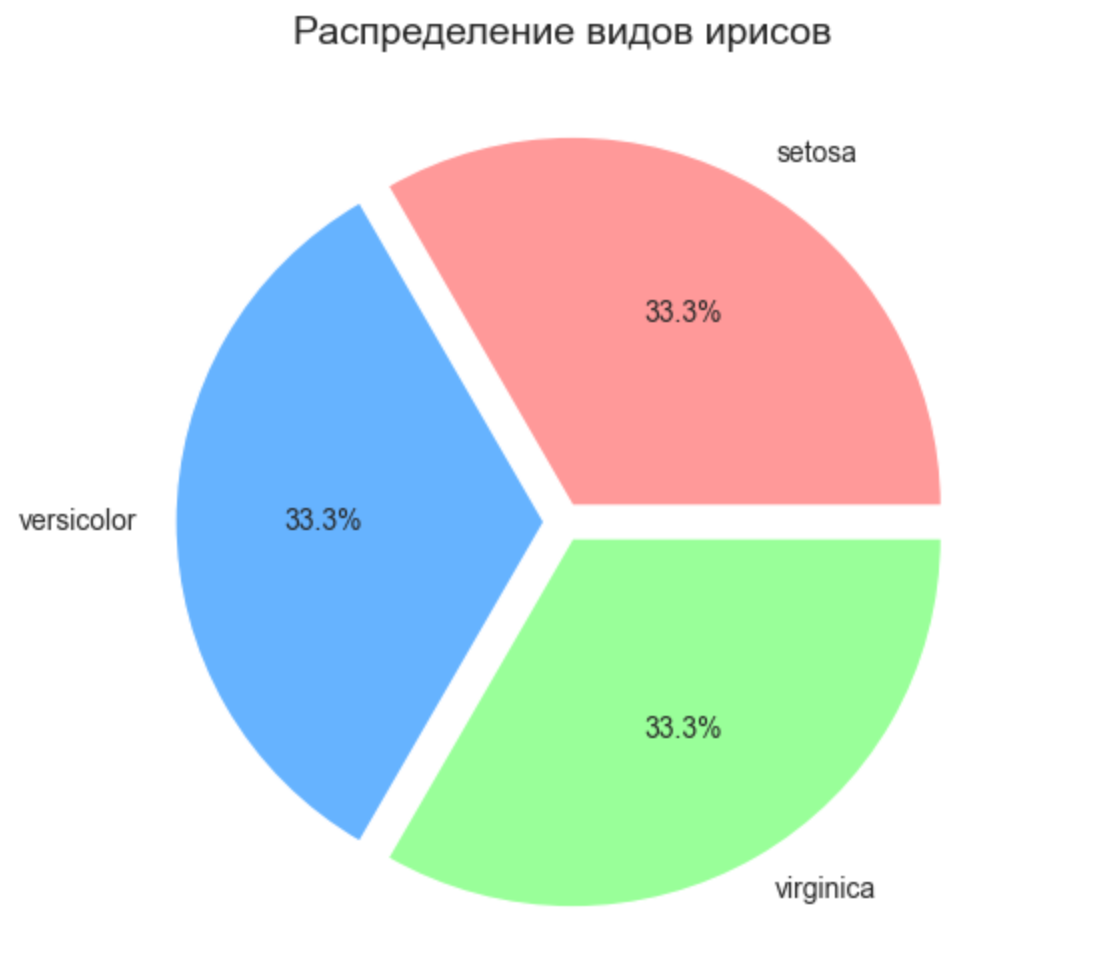 Распределение видов ирисов
setosa
33.3%
versicolor
33.3%
33.3%
virginica